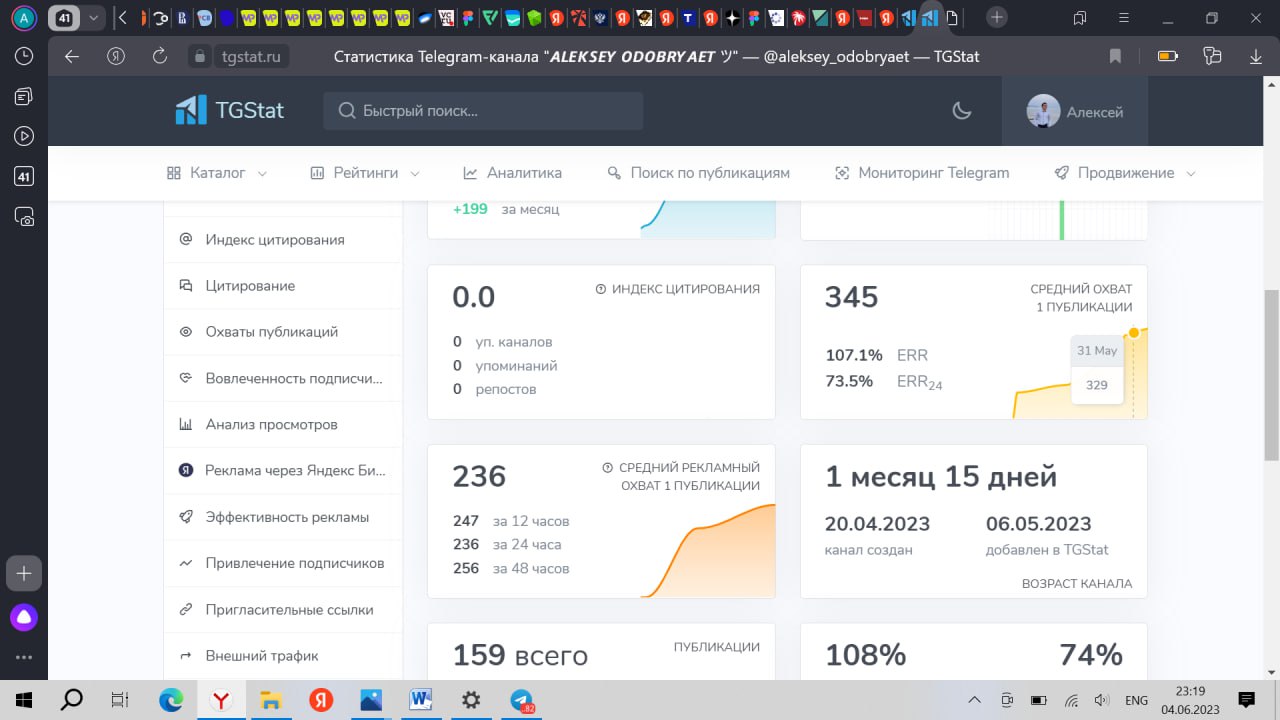 A
41
tgstat.ru
Статистика Telegram-канала "ALEKSEY ODOBRYAET ツ" — @aleksey_odobryaet — TGStat
41
TGStat
Быстрый поиск...
Алексей
Каталог
Рейтинги
Аналитика
Поиск по публикациям
Мониторинг Telegram
Продвижение
Индекс цитирования
Цитирование
Охваты публикаций
Вовлеченность подписчи...
Анализ просмотров
Реклама через Яндекс Би...
Эффективность рекламы
Привлечение подписчиков
Пригласительные ссылки
Внешний трафик
+199 за месяц
0.0
ИНДЕКС ЦИТИРОВАНИЯ
0 уп. каналов
0 упоминаний
0 репостов
345
СРЕДНИЙ ОХВАТ
1 ПУБЛИКАЦИИ
107.1% ERR
73.5% ERR24
31 May
329
236
СРЕДНИЙ РЕКЛАМНЫЙ
ОХВАТ 1 ПУБЛИКАЦИИ
247 за 12 часов
236 за 24 часа
256 за 48 часов
1 месяц 15 дней
20.04.2023
канал создан
06.05.2023
добавлен в TGStat
ВОЗРАСТ КАНАЛА
159 всего
ПУБЛИКАЦИИ
108%
74%
82
ENG
23:19
04.06.2023